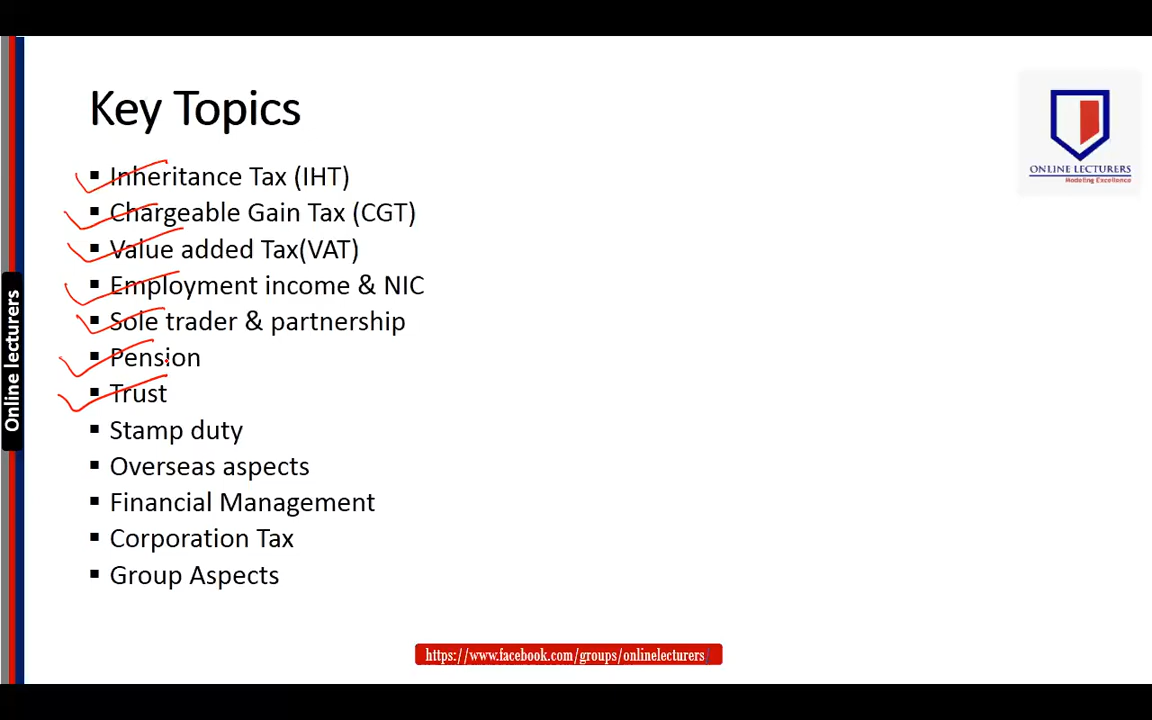 Key Topics
Inheritance Tax (IHT)
Chargeable Gain Tax (CGT)
Value added Tax(VAT)
Employment income & NIC
Sole trader & partnership
Pension
Trust
Stamp duty
Overseas aspects
Financial Management
Corporation Tax
Group Aspects
ONLINE LECTURERS
Modeling Excellence
Online lecturers
https://www.facebook.com/groups/onlinelecturers/